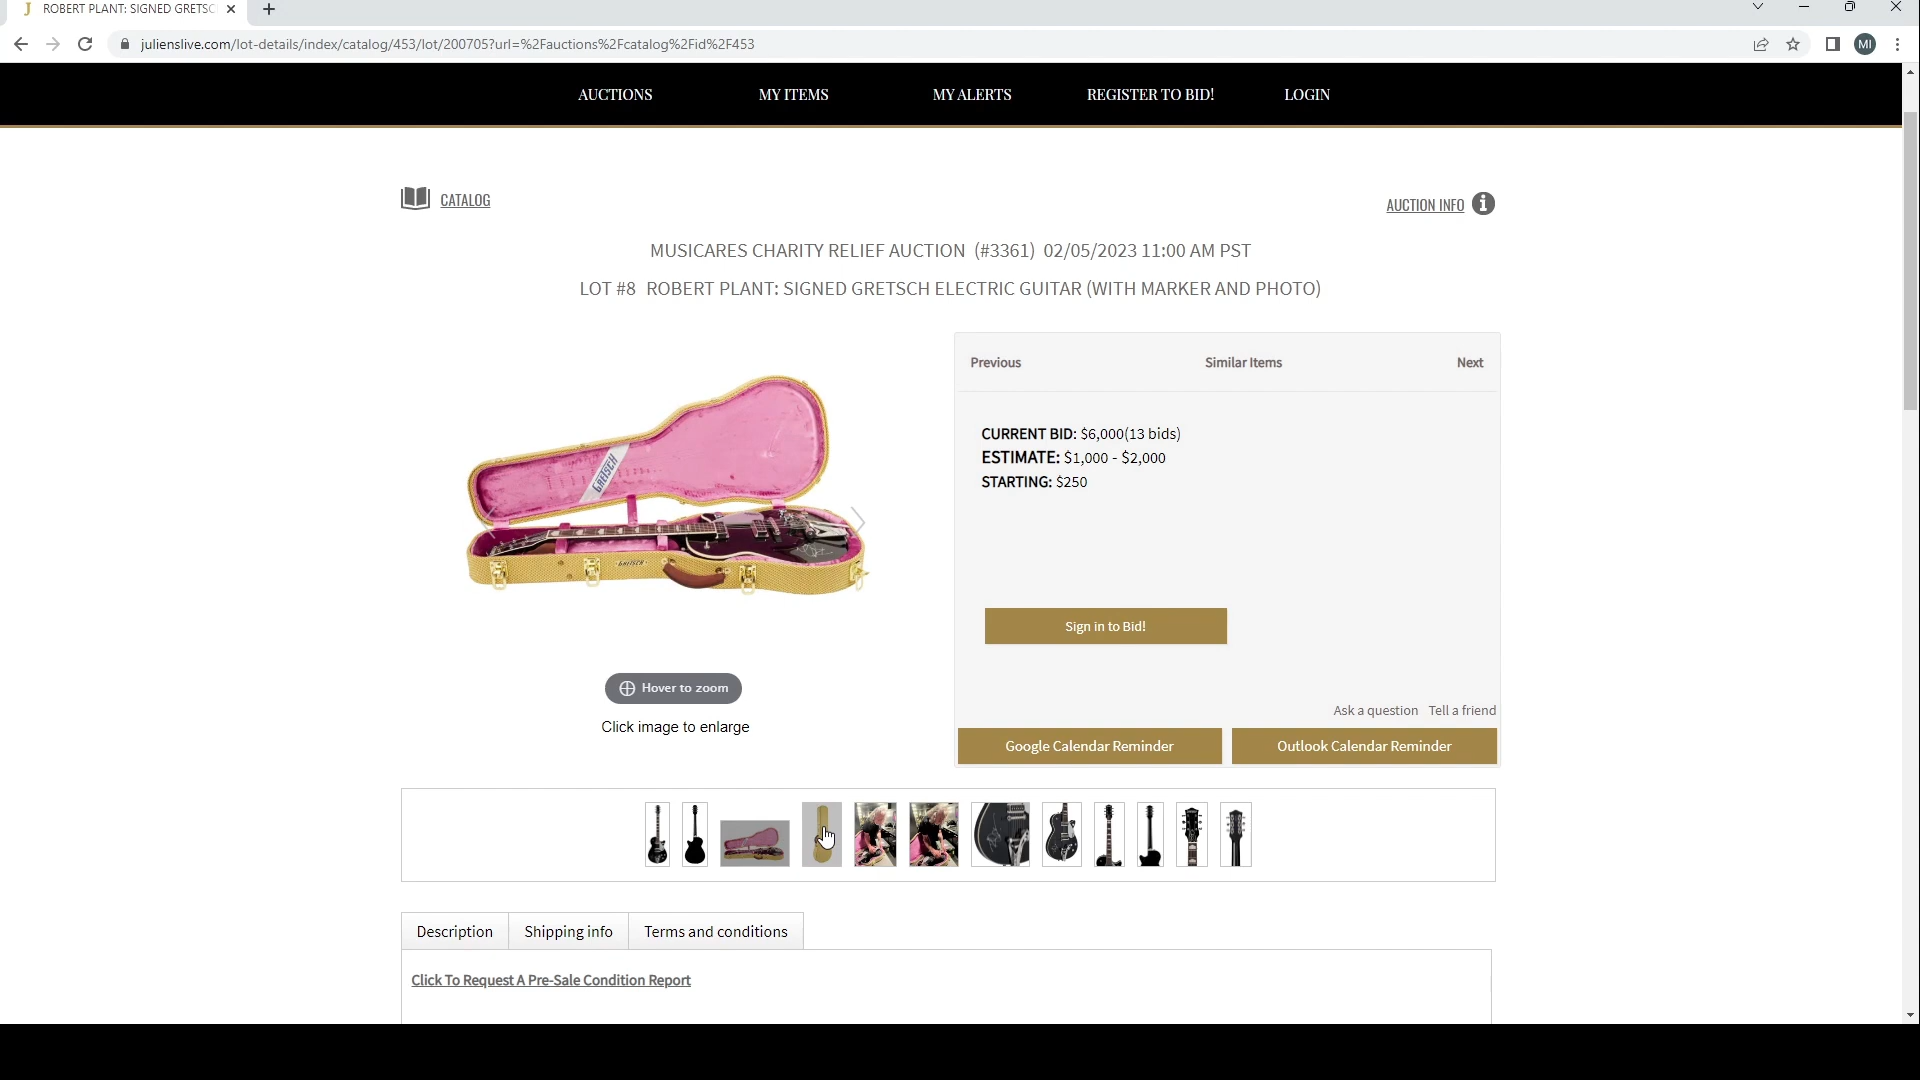 ROBERT PLANT: SIGNED GRETSC
julienslive.com/lot-details/index/catalog/453/lot/200705?url=%2Fauctions%2Fcatalog%2Fid%2F453
MI
AUCTIONS MY ITEMS MY ALERTS REGISTER TO BID! LOGIN
CATALOG
AUCTION INFO
MUSICARES CHARITY RELIEF AUCTION (#3361) 02/05/2023 11:00 AM PST
LOT #8 ROBERT PLANT: SIGNED GRETSCH ELECTRIC GUITAR (WITH MARKER AND PHOTO)
Previous Similar Items Next
CURRENT BID: $6,000(13 bids)
ESTIMATE: $1,000 - $2,000
STARTING: $250
GRETSCH
GRETSCH
Sign in to Bid!
Hover to zoom
Click image to enlarge
Ask a question Tell a friend
Google Calendar Reminder Outlook Calendar Reminder
Description Shipping info Terms and conditions
Click To Request A Pre-Sale Condition Report